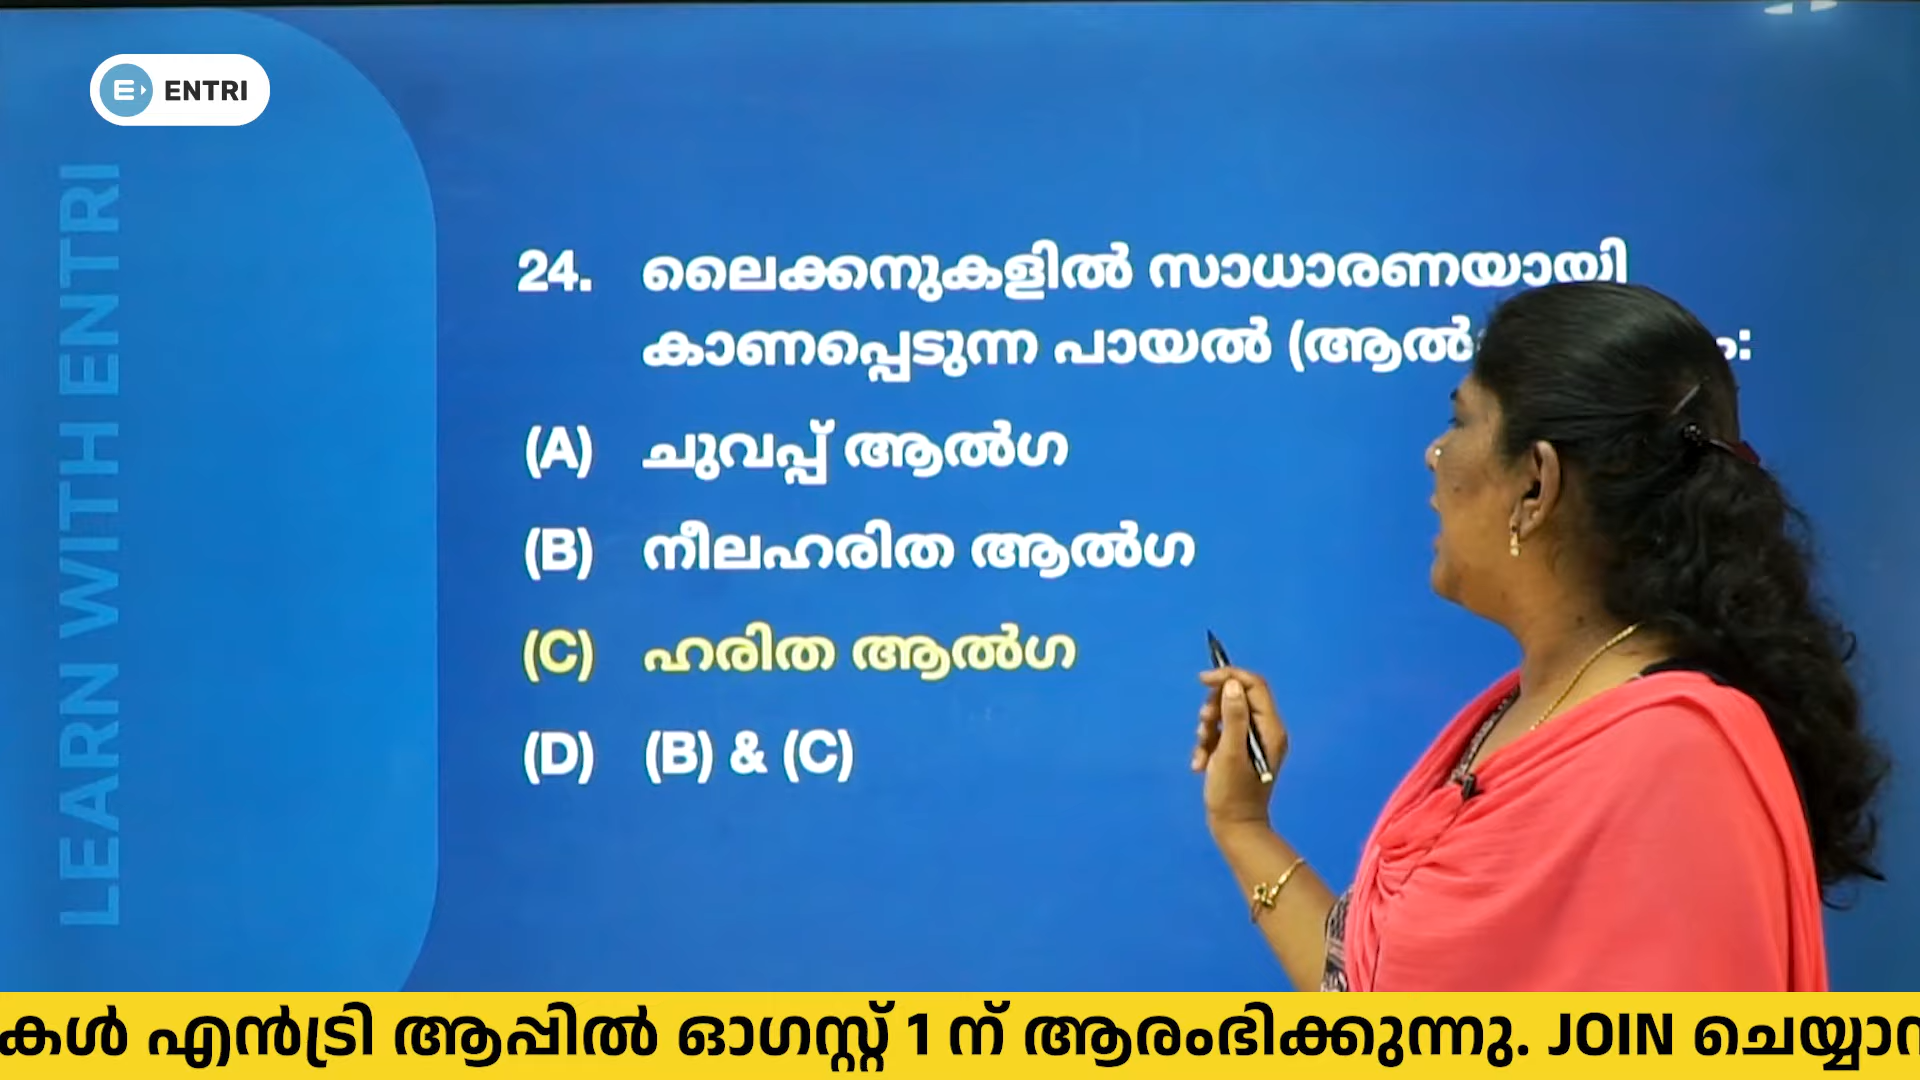 ENTRI
LEARN WITH ENTRI
24. ലൈക്കനുകളിൽ സാധാരണയായി
കാണപ്പെടുന്ന പായൽ
(A) ചുവപ്പ് ആൽഗ
(B) നീലഹരിത ആൽഗ
(C) ഹരിത ആൽഗ
(D) (B) & (C)
കൾ എൻട്രി ആപ്പിൽ ഓഗസ്റ്റ് 1 ന് ആരംഭിക്കുന്നു. JOIN